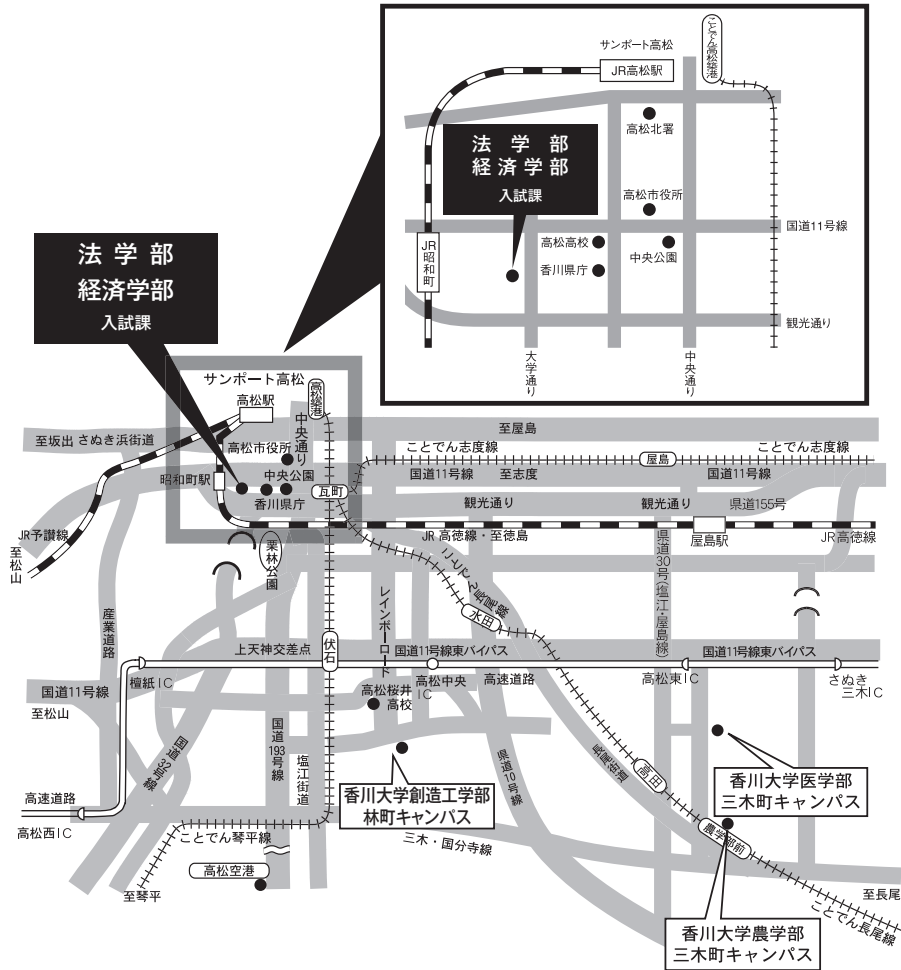 サンポート高松
ことでん高松築港
JR高松駅
高松北署
法学部
経済学部
入試課
高松市役所
国道11号線
高松高校
中央公園
香川県庁
JR昭和町
観光通り
大学通り
中央通り
法学部
経済学部
入試課
サンポート高松
高松築港
高松駅
中央通り
至坂出 さぬき浜街道
至屋島
高松市役所
ことでん志度線
屋島
ことでん志度線
中央公園
国道11号線
至志度
国道11号線
昭和町駅
瓦町
香川県庁
観光通り
観光通り
県道155号
JR予讃線
至松山
JR高徳線・至徳島
屋島駅
JR高徳線
栗林公園
県道30号(塩江・屋島線)
ことでん長尾線
水田
産業道路
レインボーロード
伏石
上天神交差点
国道11号線東バイパス
国道11号線東バイパス
檀紙IC
高松中央
IC
高速道路
高松東IC
さぬき
三木IC
国道11号線
至松山
高松桜井
高校
国道32号線
国道193号線
塩江街道
県道10号線
長尾街道
高田
香川大学医学部
三木町キャンパス
高速道路
高松西IC
香川大学創造工学部
林町キャンパス
ことでん琴平線
三木・国分寺線
農学部前
高松空港
至琴平
至長尾
ことでん長尾線
香川大学農学部
三木町キャンパス